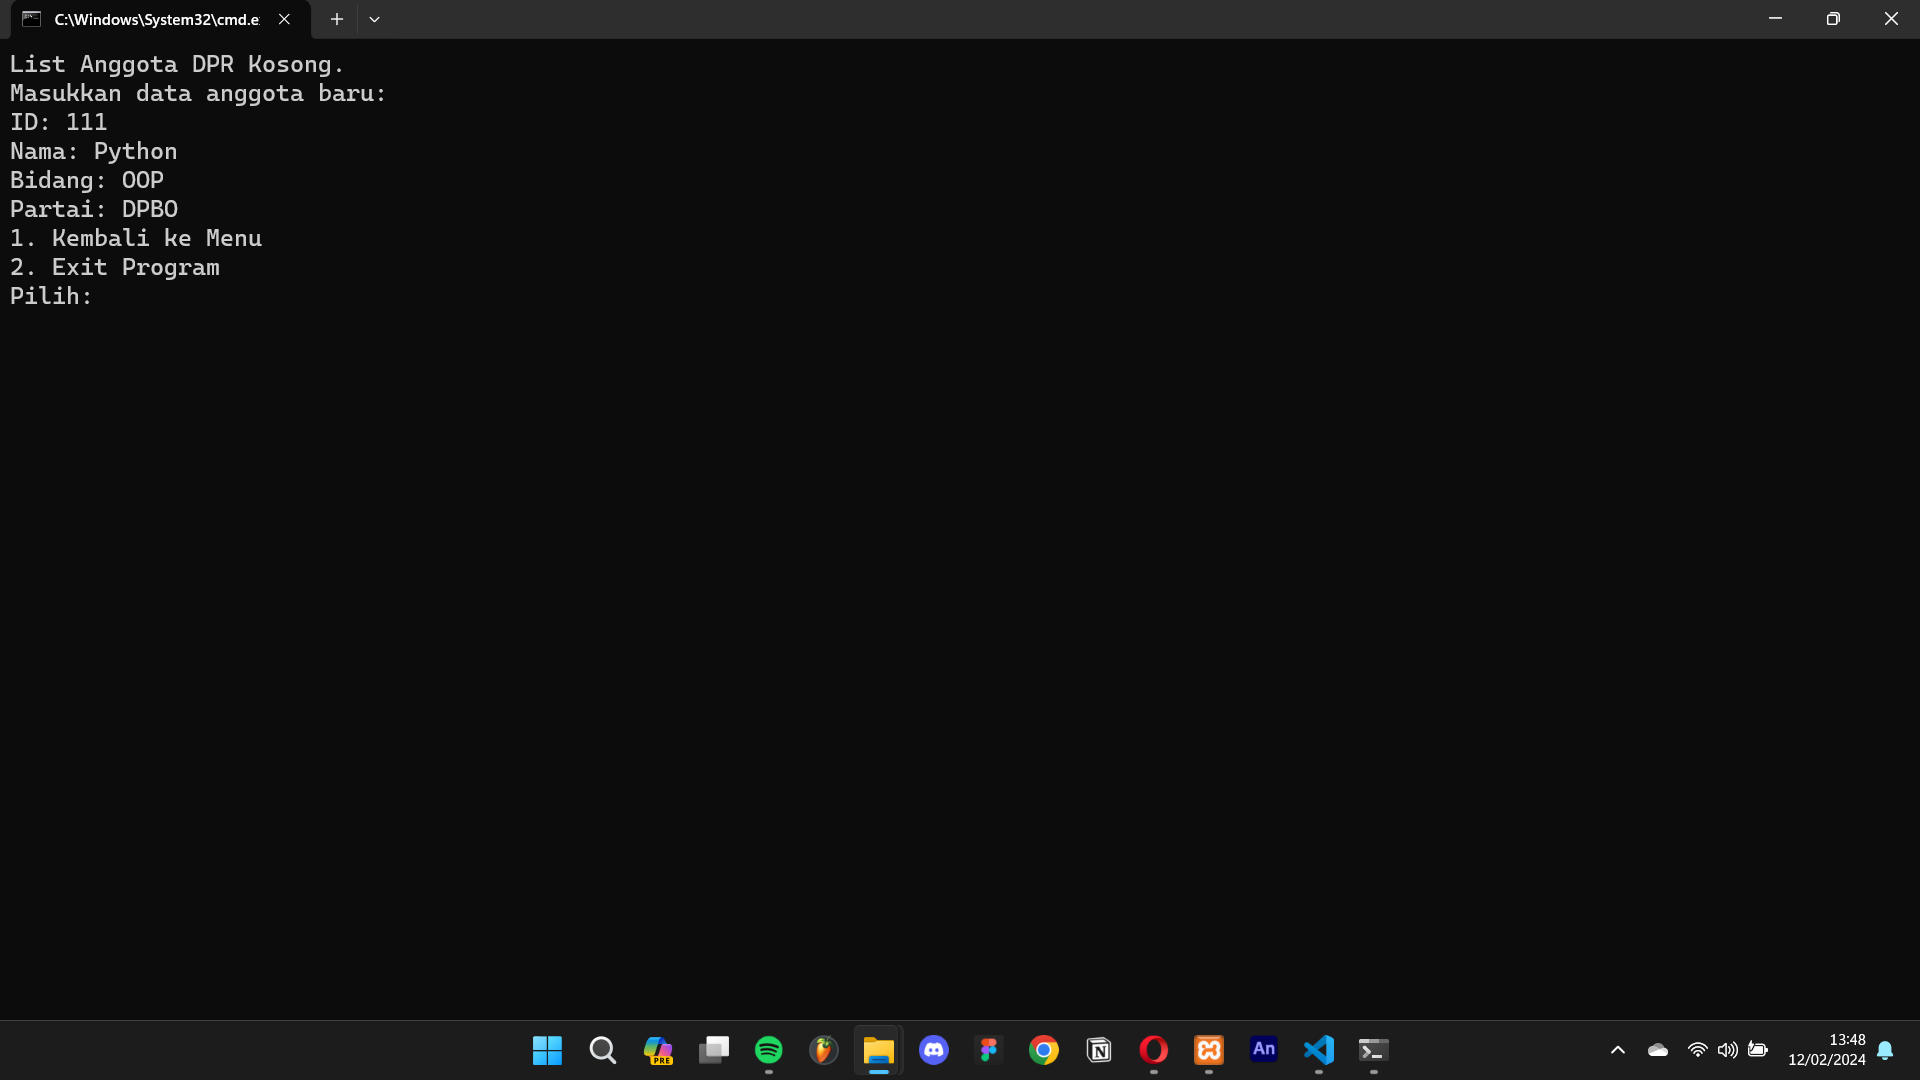 C:\Windows\System32\cmd.e
List Anggota DPR Kosong.
Masukkan data anggota baru:
ID: 111
Nama: Python
Bidang: OOP
Partai: DPBO
1. Kembali ke Menu
2. Exit Program
Pilih:
PRE
An
13:48
12/02/2024